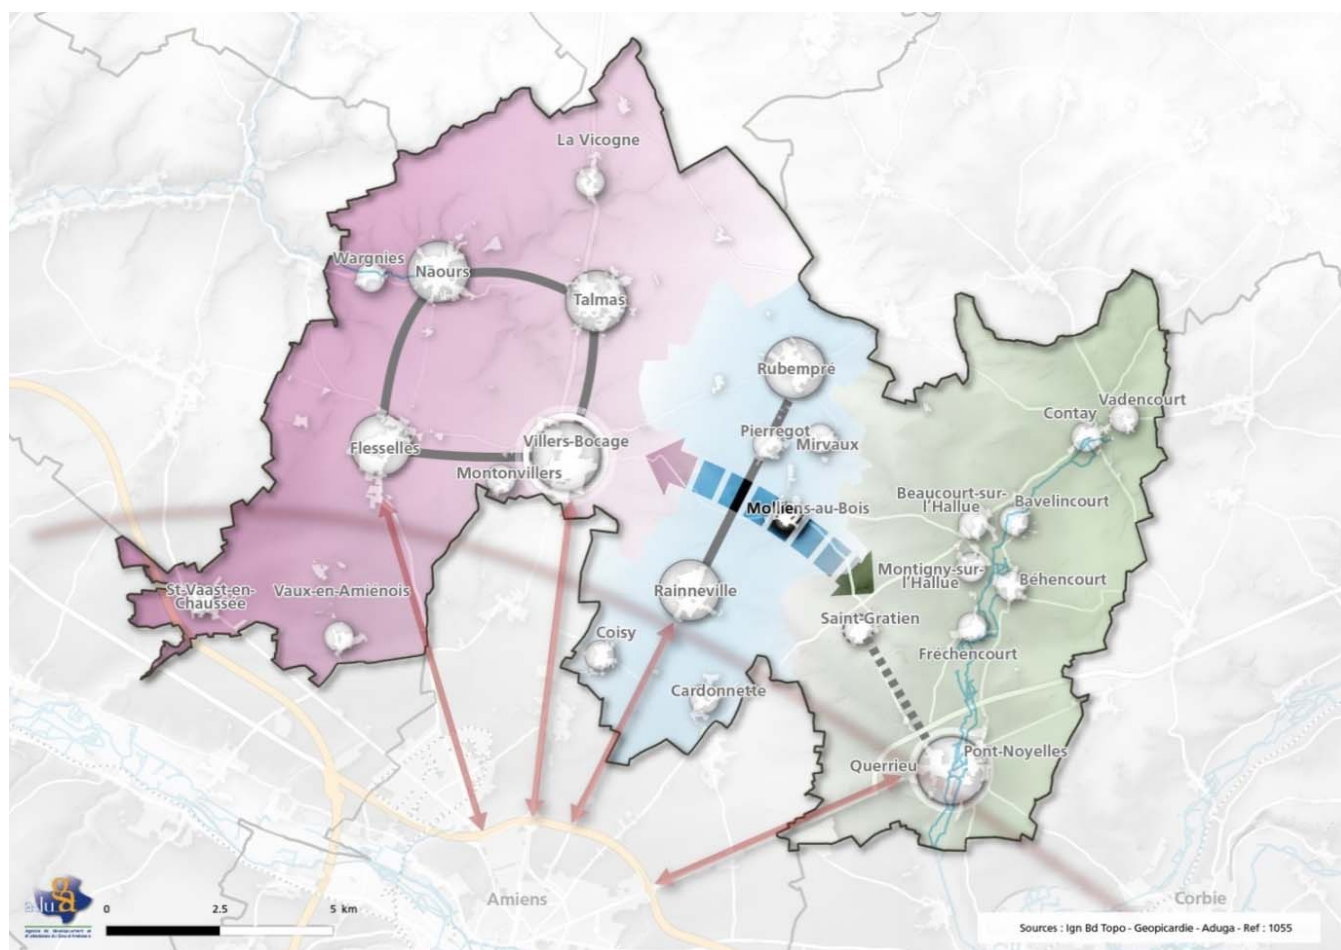 La Vicogne
Wargnies
Naours
Talmas
Rubempré
Vadencourt
Contay
Pierregot
Mirvaux
Flesselles
Villers-Bocage
Montonvillers
Beaucourt-sur-
l'Hallue
Bavelincourt
Molliens-au-Bois
Montigny-sur-
l'Hallue
Béhencourt
St-Vaast-en-
Chaussée
Vaux-en-Amiénois
Rainneville
Saint-Gratien
Coisy
Fréchencourt
Cardonnette
Pont-Noyelles
Querrieu
Amiens
Corbie
aduga
0 2.5 5 km
Sources : Ign Bd Topo - Geopicardie - Aduga - Ref : 1055